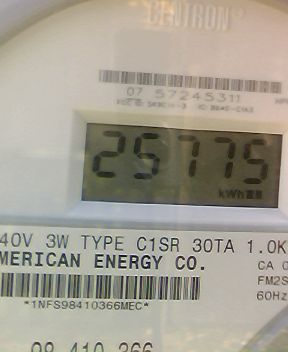 CENTRON
07 57245311
25775
kWh
40V 3W TYPE C1SR 30TA 1.0K
MERICAN ENERGY CO.
CA 0
FM2S
60Hz
*1NFS98410366MEC*
98 410 366